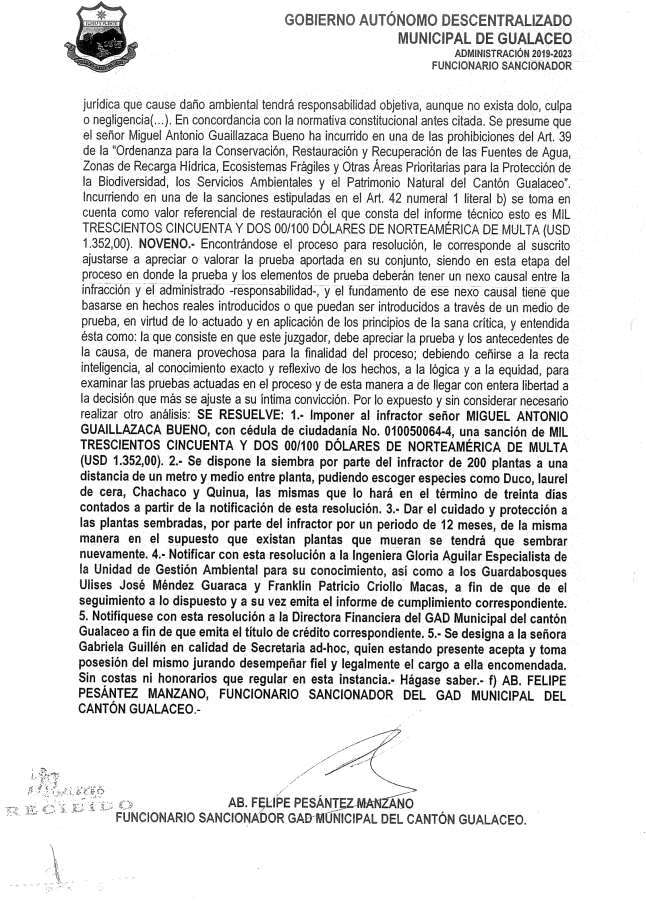 GOBIERNO AUTÓNOMO DESCENTRALIZADO
MUNICIPAL DE GUALACEO
ADMINISTRACIÓN 2019-2023
FUNCIONARIO SANCIONADOR
jurídica que cause daño ambiental tendrá responsabilidad objetiva, aunque no exista dolo, culpa
o negligencia(...). En concordancia con la normativa constitucional antes citada. Se presume que
el señor Miguel Antonio Guaillazaca Bueno ha incurrido en una de las prohibiciones del Art. 39
de la "Ordenanza para la Conservación, Restauración y Recuperación de las Fuentes de Agua,
Zonas de Recarga Hídrica, Ecosistemas Frágiles y Otras Áreas Prioritarias para la Protección de
la Biodiversidad, los Servicios Ambientales y el Patrimonio Natural del Cantón Gualaceo".
Incurriendo en una de la sanciones estipuladas en el Art. 42 numeral 1 literal b) se toma en
cuenta como valor referencial de restauración el que consta del informe técnico esto es MIL
TRESCIENTOS CINCUENTA Y DOS 00/100 DÓLARES DE NORTEAMÉRICA DE MULTA (USD
1.352,00). NOVENO.- Encontrándose el proceso para resolución, le corresponde al suscrito
ajustarse a apreciar o valorar la prueba aportada en su conjunto, siendo en esta etapa del
proceso en donde la prueba y los elementos de prueba deberán tener un nexo causal entre la
infracción y el administrado -responsabilidad-, y el fundamento de ese nexo causal tiene que
basarse en hechos reales introducidos o que puedan ser introducidos a través de un medio de
prueba, en virtud de lo actuado y en aplicación de los principios de la sana crítica, y entendida
ésta como: la que consiste en que este juzgador, debe apreciar la prueba y los antecedentes de
la causa, de manera provechosa para la finalidad del proceso; debiendo ceñirse a la recta
inteligencia, al conocimiento exacto y reflexivo de los hechos, a la lógica y a la equidad, para
examinar las pruebas actuadas en el proceso y de esta manera a de llegar con entera libertad a
la decisión que más se ajuste a su íntima convicción. Por lo expuesto y sin considerar necesario
realizar otro análisis: SE RESUELVE: 1.- Imponer al infractor señor MIGUEL ANTONIO
GUAILLAZACA BUENO, con cédula de ciudadanía No. 010050064-4, una sanción de MIL
TRESCIENTOS CINCUENTA Y DOS 00/100 DÓLARES DE NORTEAMÉRICA DE MULTA
(USD 1.352,00). 2.- Se dispone la siembra por parte del infractor de 200 plantas a una
distancia de un metro y medio entre planta, pudiendo escoger especies como Duco, laurel
de cera, Chachaco y Quinua, las mismas que lo hará en el término de treinta días
contados a partir de la notificación de esta resolución. 3.- Dar el cuidado y protección a
las plantas sembradas, por parte del infractor por un periodo de 12 meses, de la misma
manera en el supuesto que existan plantas que mueran se tendrá que sembrar
nuevamente. 4.- Notificar con esta resolución a la Ingeniera Gloria Aguilar Especialista de
la Unidad de Gestión Ambiental para su conocimiento, así como a los Guardabosques
Ulises José Méndez Guaraca y Franklin Patricio Criollo Macas, a fin de que de el
seguimiento a lo dispuesto y a su vez emita el informe de cumplimiento correspondiente.
5. Notifíquese con esta resolución a la Directora Financiera del GAD Municipal del cantón
Gualaceo a fin de que emita el título de crédito correspondiente. 5.- Se designa a la señora
Gabriela Guillén en calidad de Secretaria ad-hoc, quien estando presente acepta y toma
posesión del mismo jurando desempeñar fiel y legalmente el cargo a ella encomendada.
Sin costas ni honorarios que regular en esta instancia.- Hágase saber.- f) AB. FELIPE
PESÁNTEZ MANZANO, FUNCIONARIO SANCIONADOR DEL GAD MUNICIPAL DEL
CANTÓN GUALACEO.-
RECIBIDO
AB. FELIPE PESÁNTEZ MANZANO
FUNCIONARIO SANCIONADOR GAD MUNICIPAL DEL CANTÓN GUALACEO.